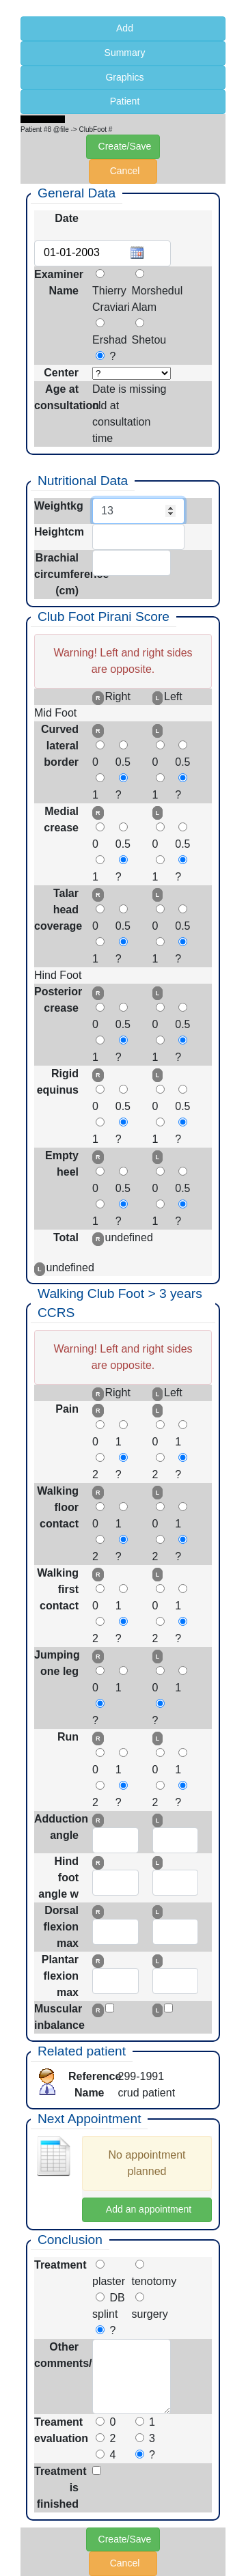 Add
Summary
Graphics
Patient
Patient #8 @file -> ClubFoot #
Create/Save
Cancel
General Data
Date
01-01-2003
Examiner Name
Thierry Craviari
Morshedul Alam
Ershad
Shetou
?
Center ?
Age at consultation
Date is missing
old at
consultation
time
Nutritional Data
Weightkg 13
Heightcm
Brachial
circumference
(cm)
Club Foot Pirani Score
Warning! Left and right sides
are opposite.
R Right L Left
Mid Foot
Curved lateral border
R L
0 0.5 0 0.5
1 ? 1 ?
Medial crease
R L
0 0.5 0 0.5
1 ? 1 ?
Talar head coverage
R L
0 0.5 0 0.5
1 ? 1 ?
Hind Foot
Posterior crease
R L
0 0.5 0 0.5
1 ? 1 ?
Rigid equinus
R L
0 0.5 0 0.5
1 ? 1 ?
Empty heel
R L
0 0.5 0 0.5
1 ? 1 ?
Total R undefined
L undefined
Walking Club Foot > 3 years
CCRS
Warning! Left and right sides
are opposite.
R Right L Left
Pain R L
0 1 0 1
2 ? 2 ?
Walking floor contact
R L
0 1 0 1
2 ? 2 ?
Walking first contact
R L
0 1 0 1
2 ? 2 ?
Jumping one leg
R L
0 1 0 1
? ?
Run R L
0 1 0 1
2 ? 2 ?
Adduction angle
R L
Hind foot angle w
R L
Dorsal flexion max
R L
Plantar flexion max
R L
Muscular inbalance
R L
Related patient
Reference 299-1991
Name crud patient
Next Appointment
No appointment
planned
Add an appointment
Conclusion
Treatment
plaster tenotomy
DB splint surgery
?
Other
comments/
Treament evaluation
0 1
2 3
4 ?
Treatment
is
finished
Create/Save
Cancel